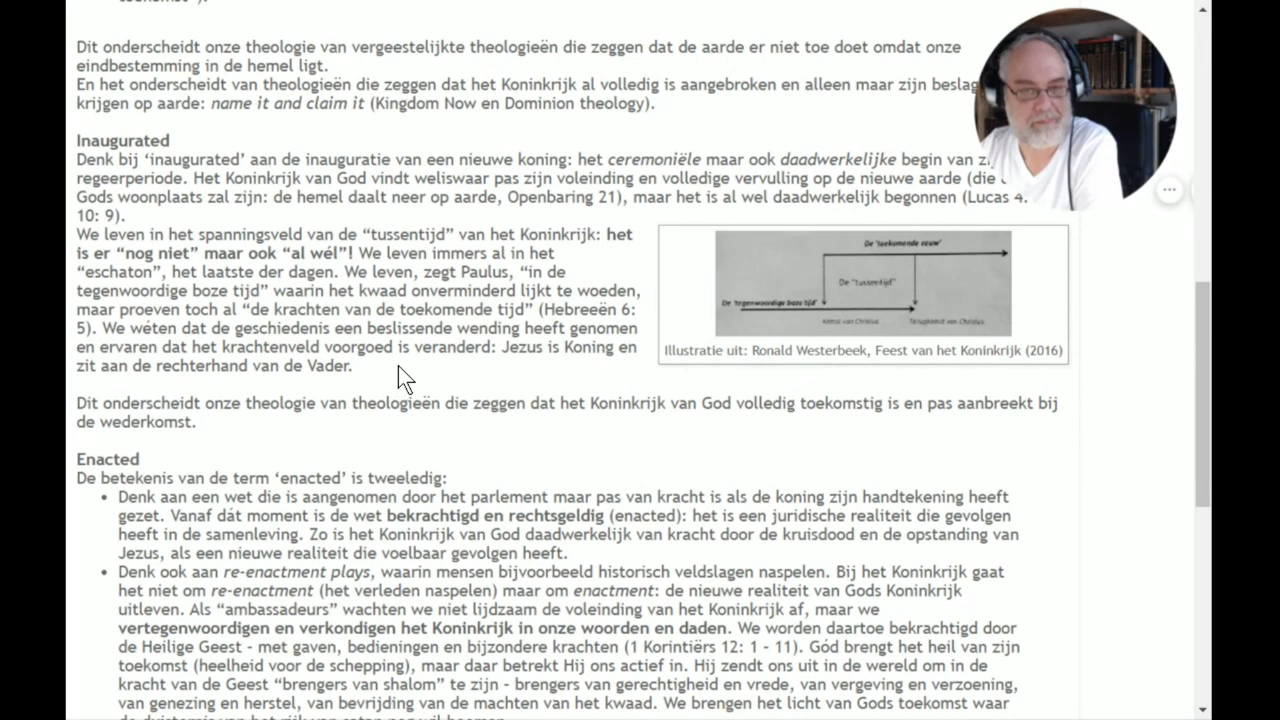 Dit onderscheidt onze theologie van vergeestelijkte theologieën die zeggen dat de aarde er niet toe doet omdat onze
eindbestemming in de hemel ligt.
En het onderscheidt van theologieën die zeggen dat het Koninkrijk al volledig is aangebroken en alleen maar zijn
krijgen op aarde: name it and claim it (Kingdom Now en Dominion theology).
Inaugurated
Denk bij ‘inaugurated’ aan de inauguratie van een nieuwe koning: het ceremoniële maar ook daadwerkelijke begin van
regeerperiode. Het Koninkrijk van God vindt weliswaar pas zijn voleinding en volledige vervulling op de nieuwe aarde (die
Gods woonplaats zal zijn: de hemel daalt neer op aarde, Openbaring 21), maar het is al wel daadwerkelijk begonnen (Lucas 4:
10: 9).
We leven in het spanningsveld van de “tussentijd” van het Koninkrijk: het
is er “nog niet” maar ook “al wél”! We leven immers al in het
“eschaton”, het laatste der dagen. We leven, zegt Paulus, “in de
tegenwoordige boze tijd” waarin het kwaad onverminderd lijkt te woeden,
maar proeven toch al “de krachten van de toekomende tijd” (Hebreeën 6:
5). We wéten dat de geschiedenis een beslissende wending heeft genomen
en ervaren dat het krachtenveld voorgoed is veranderd: Jezus is Koning en
zit aan de rechterhand van de Vader.
De ‘toekomende eeuw’
De “tussentijd”
De ‘tegenwoordige boze tijd’
Komst van Christus
Terugkomst van Christus
Illustratie uit: Ronald Westerbeek, Feest van het Koninkrijk (2016)
Dit onderscheidt onze theologie van theologieën die zeggen dat het Koninkrijk van God volledig toekomstig is en pas aanbreekt bij
de wederkomst.
Enacted
De betekenis van de term ‘enacted’ is tweeledig:
• Denk aan een wet die is aangenomen door het parlement maar pas van kracht is als de koning zijn handtekening heeft
gezet. Vanaf dát moment is de wet bekrachtigd en rechtsgeldig (enacted): het is een juridische realiteit die gevolgen
heeft in de samenleving. Zo is het Koninkrijk van God daadwerkelijk van kracht door de kruisdood en de opstanding van
Jezus, als een nieuwe realiteit die voelbaar gevolgen heeft.
• Denk ook aan re-enactment plays, waarin mensen bijvoorbeeld historisch veldslagen naspelen. Bij het Koninkrijk gaat
het niet om re-enactment (het verleden naspelen) maar om enactment: de nieuwe realiteit van Gods Koninkrijk
uitleven. Als “ambassadeurs” wachten we niet lijdzaam de voleinding van het Koninkrijk af, maar we
vertegenwoordigen en verkondigen het Koninkrijk in onze woorden en daden. We worden daartoe bekrachtigd door
de Heilige Geest - met gaven, bedieningen en bijzondere krachten (1 Korintiërs 12: 1 - 11). Gód brengt het heil van zijn
toekomst (heelheid voor de schepping), maar daar betrekt Hij ons actief in. Hij zendt ons uit in de wereld om in de
kracht van de Geest “brengers van shalom” te zijn - brengers van gerechtigheid en vrede, van vergeving en verzoening,
van genezing en herstel, van bevrijding van de machten van het kwaad. We brengen het licht van Gods toekomst waar